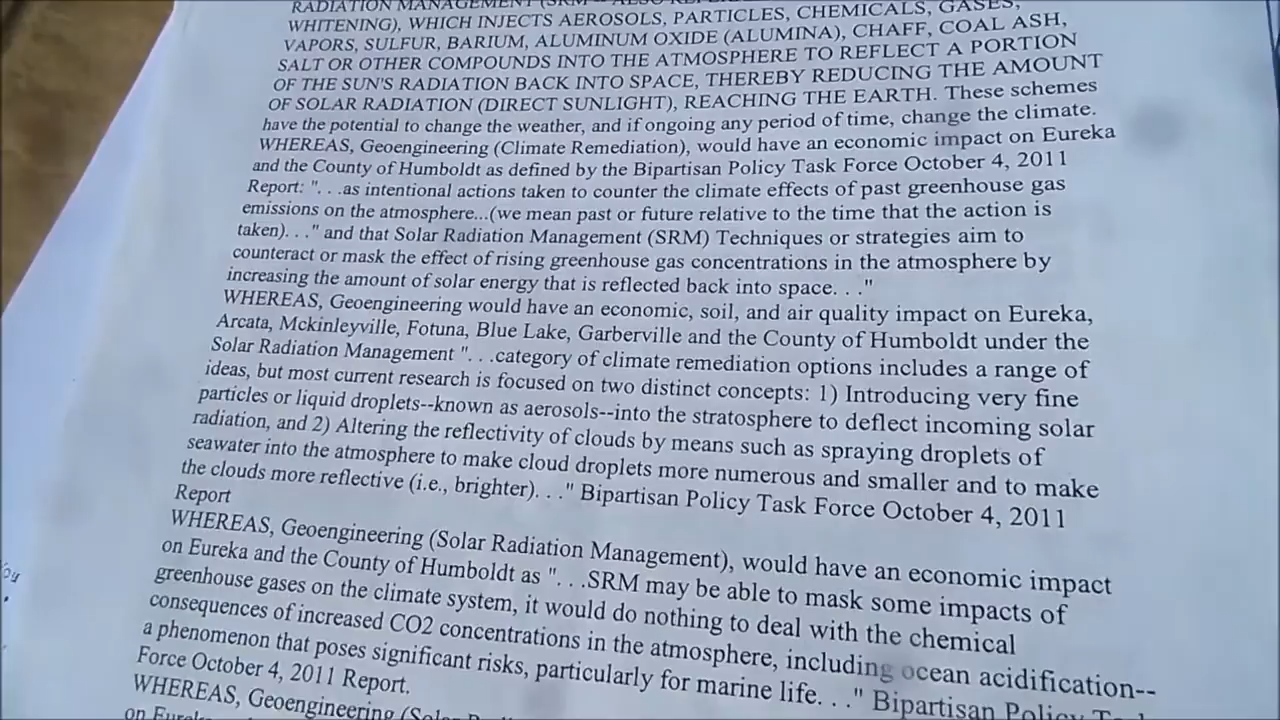 RADIATION MANAGEMENT (SRM
WHITENING), WHICH INJECTS AEROSOLS, PARTICLES, CHEMICALS, GASES,
VAPORS, SULFUR, BARIUM, ALUMINUM OXIDE (ALUMINA), CHAFF, COAL ASH,
SALT OR OTHER COMPOUNDS INTO THE ATMOSPHERE TO REFLECT A PORTION
OF THE SUN'S RADIATION BACK INTO SPACE, THEREBY REDUCING THE AMOUNT
OF SOLAR RADIATION (DIRECT SUNLIGHT), REACHING THE EARTH. These schemes
have the potential to change the weather, and if ongoing any period of time, change the climate.
WHEREAS, Geoengineering (Climate Remediation), would have an economic impact on Eureka
and the County of Humboldt as defined by the Bipartisan Policy Task Force October 4, 2011
Report: ". . .as intentional actions taken to counter the climate effects of past greenhouse gas
emissions on the atmosphere...(we mean past or future relative to the time that the action is
taken). . ." and that Solar Radiation Management (SRM) Techniques or strategies aim to
counteract or mask the effect of rising greenhouse gas concentrations in the atmosphere by
increasing the amount of solar energy that is reflected back into space. . ."
WHEREAS, Geoengineering would have an economic, soil, and air quality impact on Eureka,
Arcata, Mckinleyville, Fotuna, Blue Lake, Garberville and the County of Humboldt under the
Solar Radiation Management ". . .category of climate remediation options includes a range of
ideas, but most current research is focused on two distinct concepts: 1) Introducing very fine
particles or liquid droplets--known as aerosols--into the stratosphere to deflect incoming solar
radiation, and 2) Altering the reflectivity of clouds by means such as spraying droplets of
seawater into the atmosphere to make cloud droplets more numerous and smaller and to make
the clouds more reflective (i.e., brighter). . ." Bipartisan Policy Task Force October 4, 2011
Report
WHEREAS, Geoengineering (Solar Radiation Management), would have an economic impact
on Eureka and the County of Humboldt as ". . .SRM may be able to mask some impacts of
greenhouse gases on the climate system, it would do nothing to deal with the chemical
consequences of increased CO2 concentrations in the atmosphere, including ocean acidification--
a phenomenon that poses significant risks, particularly for marine life. . ." Bipartisan Policy Task
Force October 4, 2011 Report.
WHEREAS, Geoengineering
on